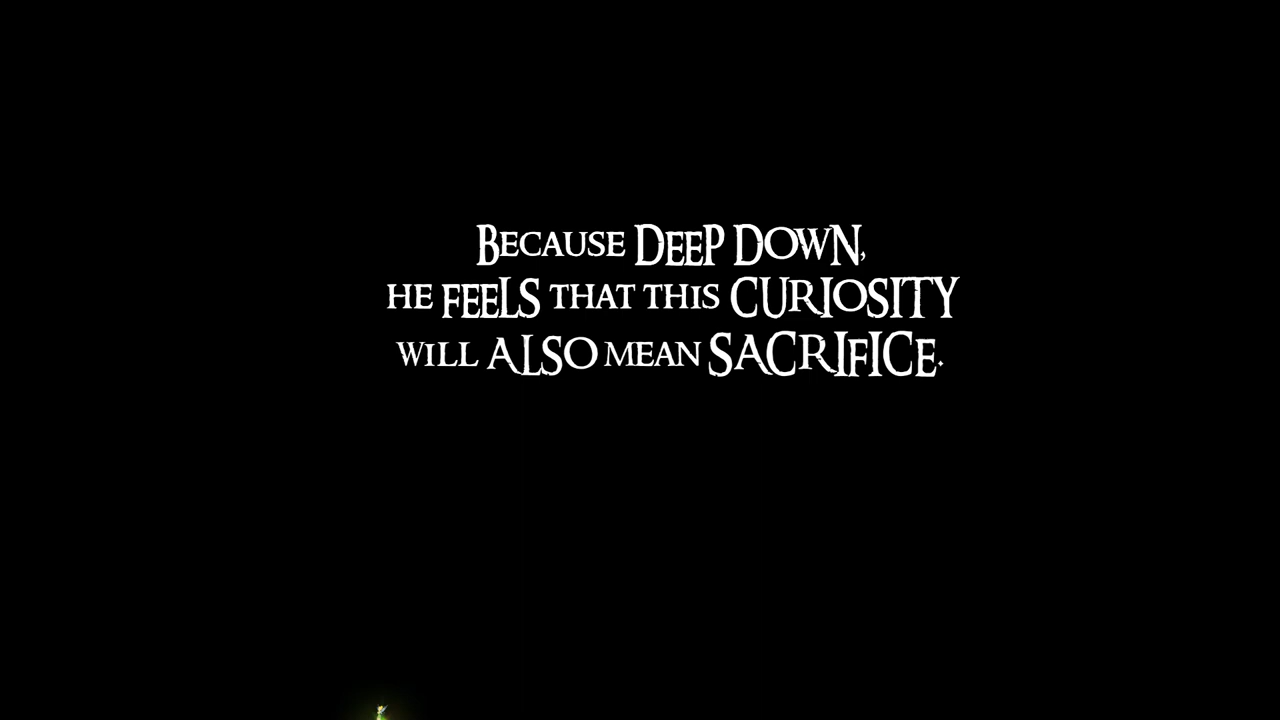 Because DEEP DOWN,
HE FEELS THAT THIS CURIOSITY
WILL ALSO MEAN SACRIFICE.